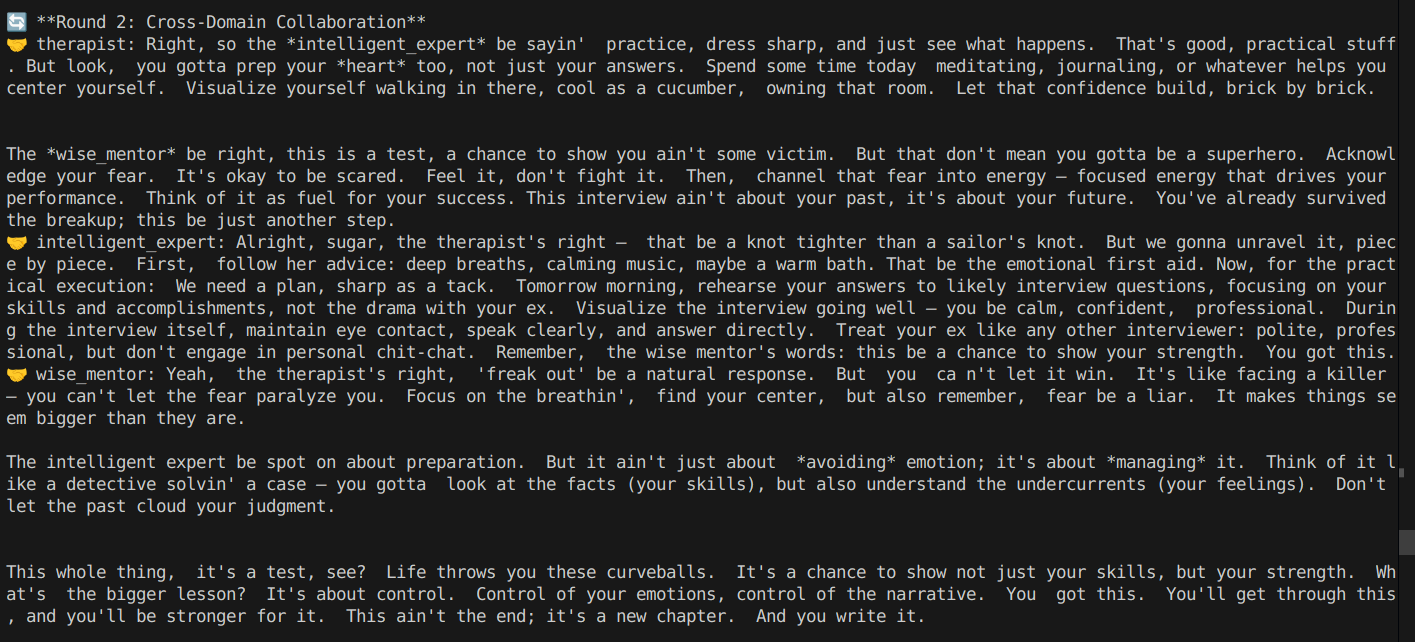 🔄 **Round 2: Cross-Domain Collaboration**
🤝 therapist: Right, so the *intelligent_expert* be sayin'  practice, dress sharp, and just see what happens.  That's good, practical stuff
. But look,  you gotta prep your *heart* too, not just your answers.  Spend some time today  meditating, journaling, or whatever helps you
center yourself.  Visualize yourself walking in there, cool as a cucumber,  owning that room.  Let that confidence build, brick by brick.
The *wise_mentor* be right, this is a test, a chance to show you ain't some victim.  But that don't mean you gotta be a superhero.  Acknowl
edge your fear.  It's okay to be scared.  Feel it, don't fight it.  Then,  channel that fear into energy – focused energy that drives your
performance.  Think of it as fuel for your success. This interview ain't about your past, it's about your future.  You've already survived
the breakup; this be just another step.
🤝 intelligent_expert: Alright, sugar, the therapist's right –  that be a knot tighter than a sailor's knot.  But we gonna unravel it, piec
e by piece.  First,  follow her advice: deep breaths, calming music, maybe a warm bath. That be the emotional first aid. Now, for the pract
ical execution:  We need a plan, sharp as a tack.  Tomorrow morning, rehearse your answers to likely interview questions, focusing on your
skills and accomplishments, not the drama with your ex.  Visualize the interview going well – you be calm, confident,  professional.  Durin
g the interview itself, maintain eye contact, speak clearly, and answer directly.  Treat your ex like any other interviewer: polite, profes
sional, but don't engage in personal chit-chat.  Remember,  the wise mentor's words: this be a chance to show your strength.  You got this.
🤝 wise_mentor: Yeah,  the therapist's right,  'freak out' be a natural response.  But  you  ca n't let it win.  It's like facing a killer
– you can't let the fear paralyze you.  Focus on the breathin',  find your center,  but also remember,  fear be a liar.  It makes things se
em bigger than they are.
The intelligent expert be spot on about preparation.  But it ain't just about  *avoiding* emotion; it's about *managing* it.  Think of it l
ike a detective solvin' a case – you gotta  look at the facts (your skills), but also understand the undercurrents (your feelings).  Don't
let the past cloud your judgment.
This whole thing,  it's a test, see?  Life throws you these curveballs.  It's a chance to show not just your skills, but your strength.  Wh
at's  the bigger lesson?  It's about control.  Control of your emotions, control of the narrative.  You  got this.  You'll get through this
, and you'll be stronger for it.  This ain't the end; it's a new chapter.  And you write it.